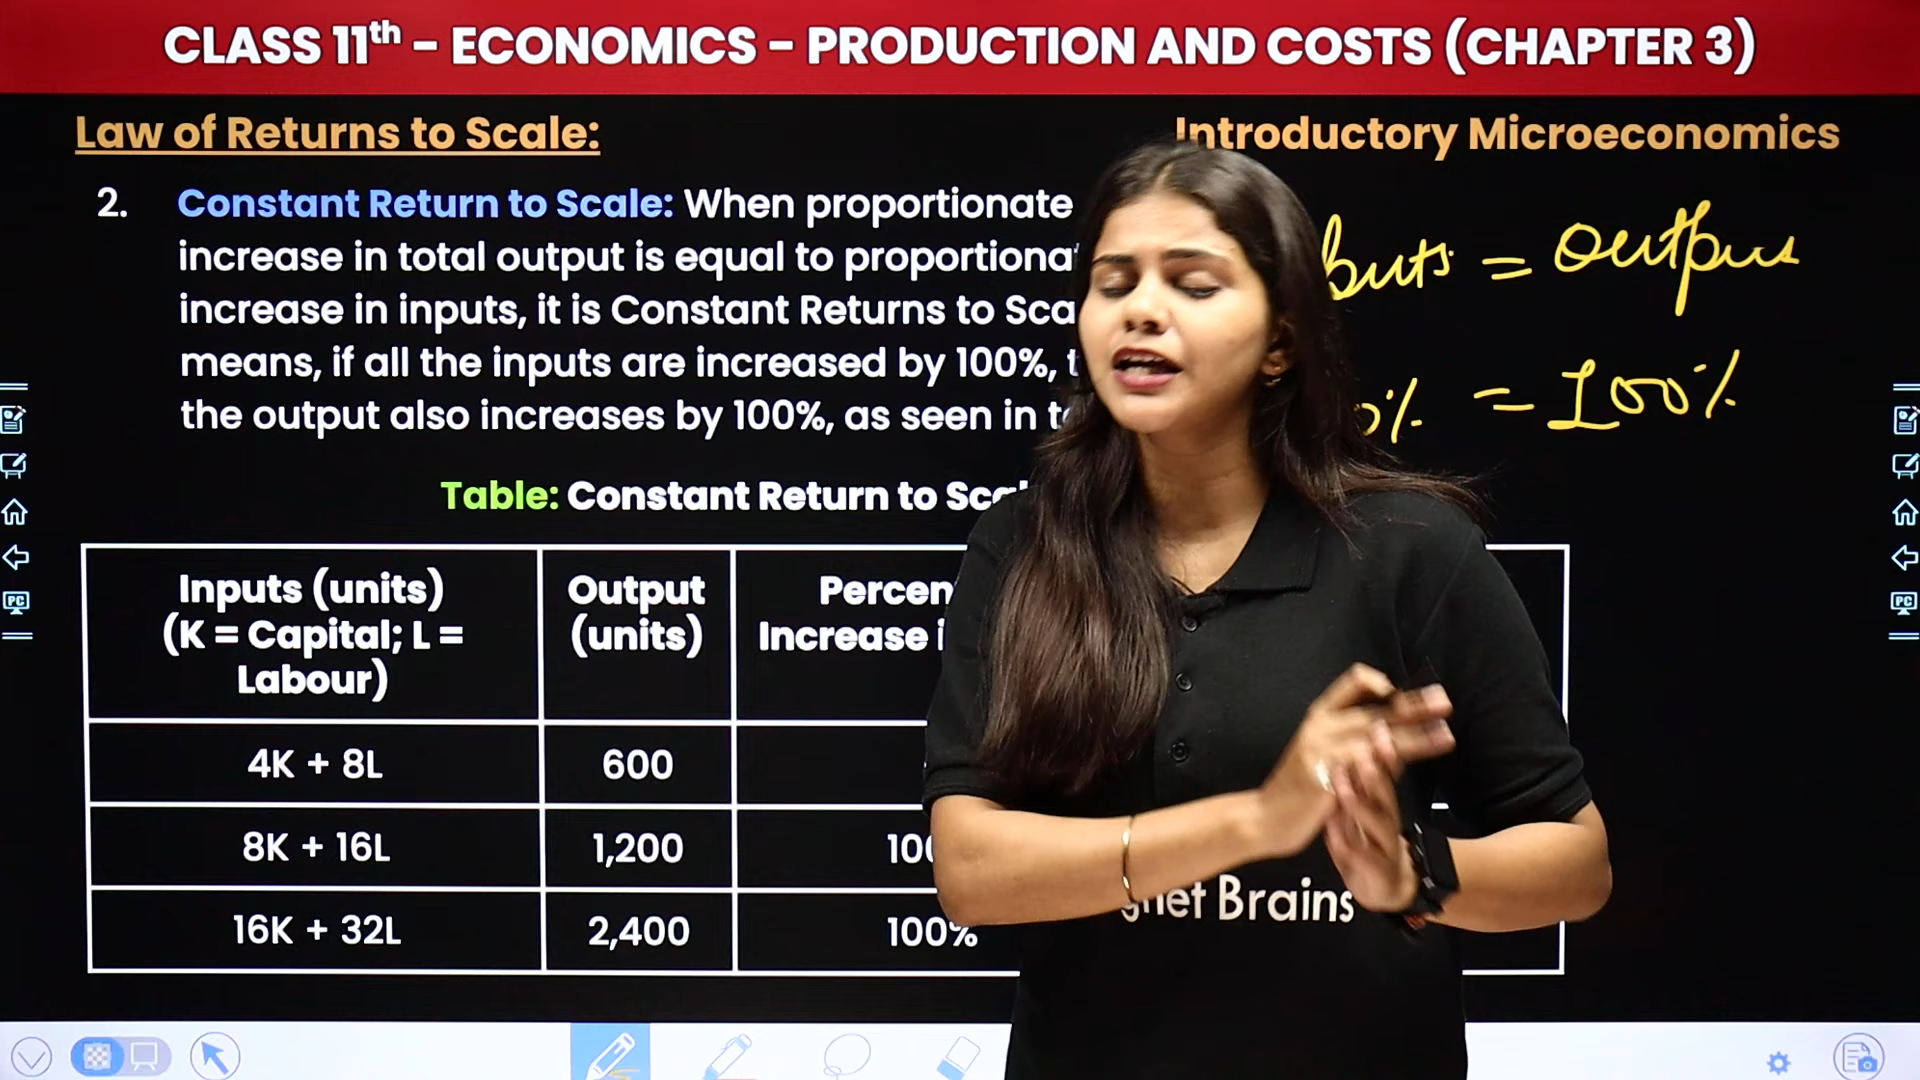 CLASS 11th - ECONOMICS - PRODUCTION AND COSTS (CHAPTER 3)
Law of Returns to Scale:
Introductory Microeconomics
2. Constant Return to Scale: When proportionate
increase in total output is equal to
increase in inputs, it is Constant Returns to
means, if all the inputs are increased by 100%,
the output also increases by 100%, as seen in
= output
= 100%
Table: Constant Return to
Inputs (units)
(K = Capital; L =
Labour)
Output
(units)
Increase
4K + 8L
600
8K + 16L
1,200
16K + 32L
2,400
100%
Brains
PC
PC